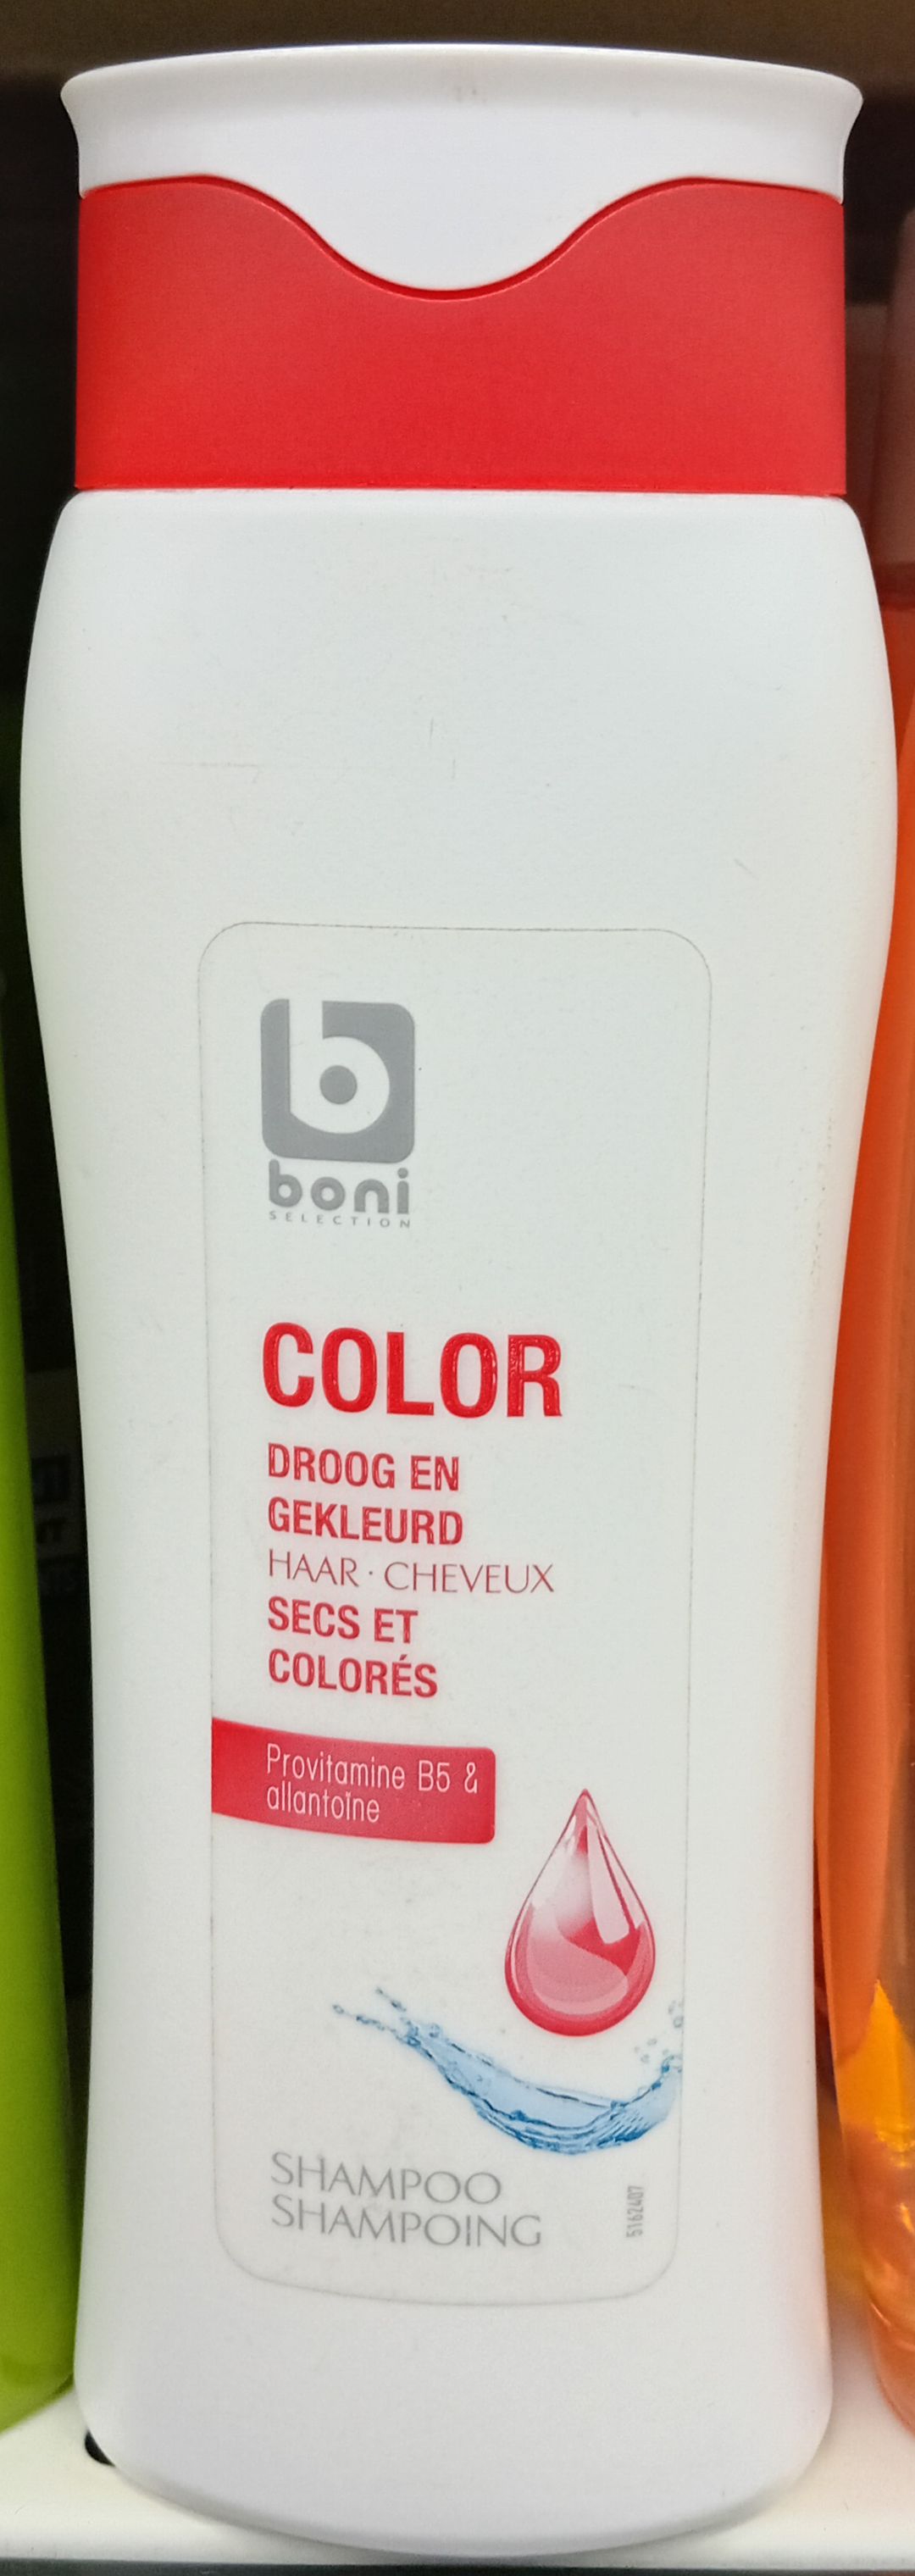 b
boni
SELECTION
COLOR
DROOG EN
GEKLEURD
HAAR · CHEVEUX
SECS ET
COLORÉS
Provitamine B5 &
allantoïne
SHAMPOO
SHAMPOING
5162407